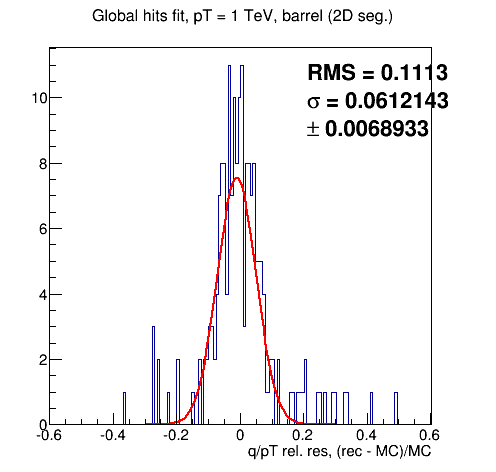 Global hits fit, pT = 1 TeV, barrel (2D seg.)
RMS = 0.1113
σ = 0.0612143
± 0.0068933
10
8
6
4
2
0
-0.6 -0.4 -0.2 0 0.2 0.4 0.6
q/pT rel. res, (rec - MC)/MC